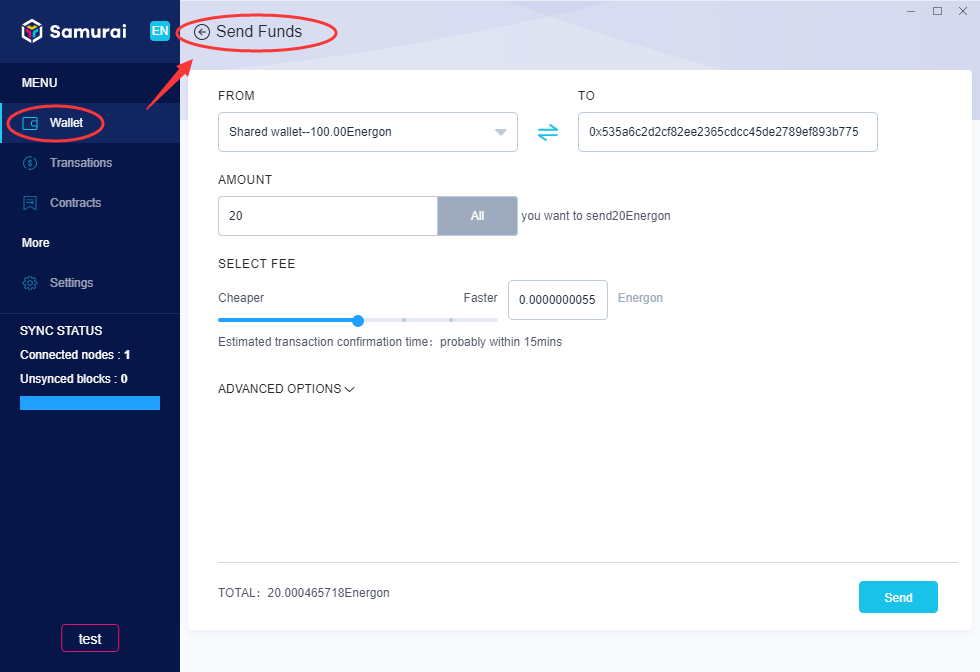 Samurai
EN
Send Funds
MENU
Wallet
Transations
Contracts
More
Settings
SYNC STATUS
Connected nodes : 1
Unsynced blocks : 0
test
FROM
TO
Shared wallet--100.00Energon
0x535a6c2d2cf82ee2365cdcc45de2789ef893b775
AMOUNT
20
All
you want to send20Energon
SELECT FEE
Cheaper
Faster
0.0000000055
Energon
Estimated transaction confirmation time：probably within 15mins
ADVANCED OPTIONS
TOTAL：20.000465718Energon
Send